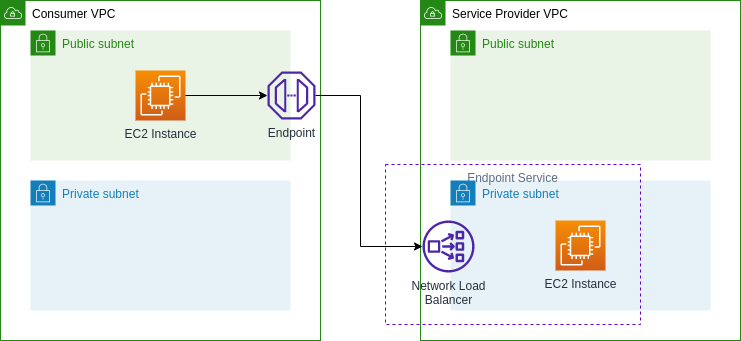 Consumer VPC
Public subnet
EC2 Instance
Endpoint
Private subnet
Service Provider VPC
Public subnet
Endpoint Service
Private subnet
Network Load
Balancer
EC2 Instance